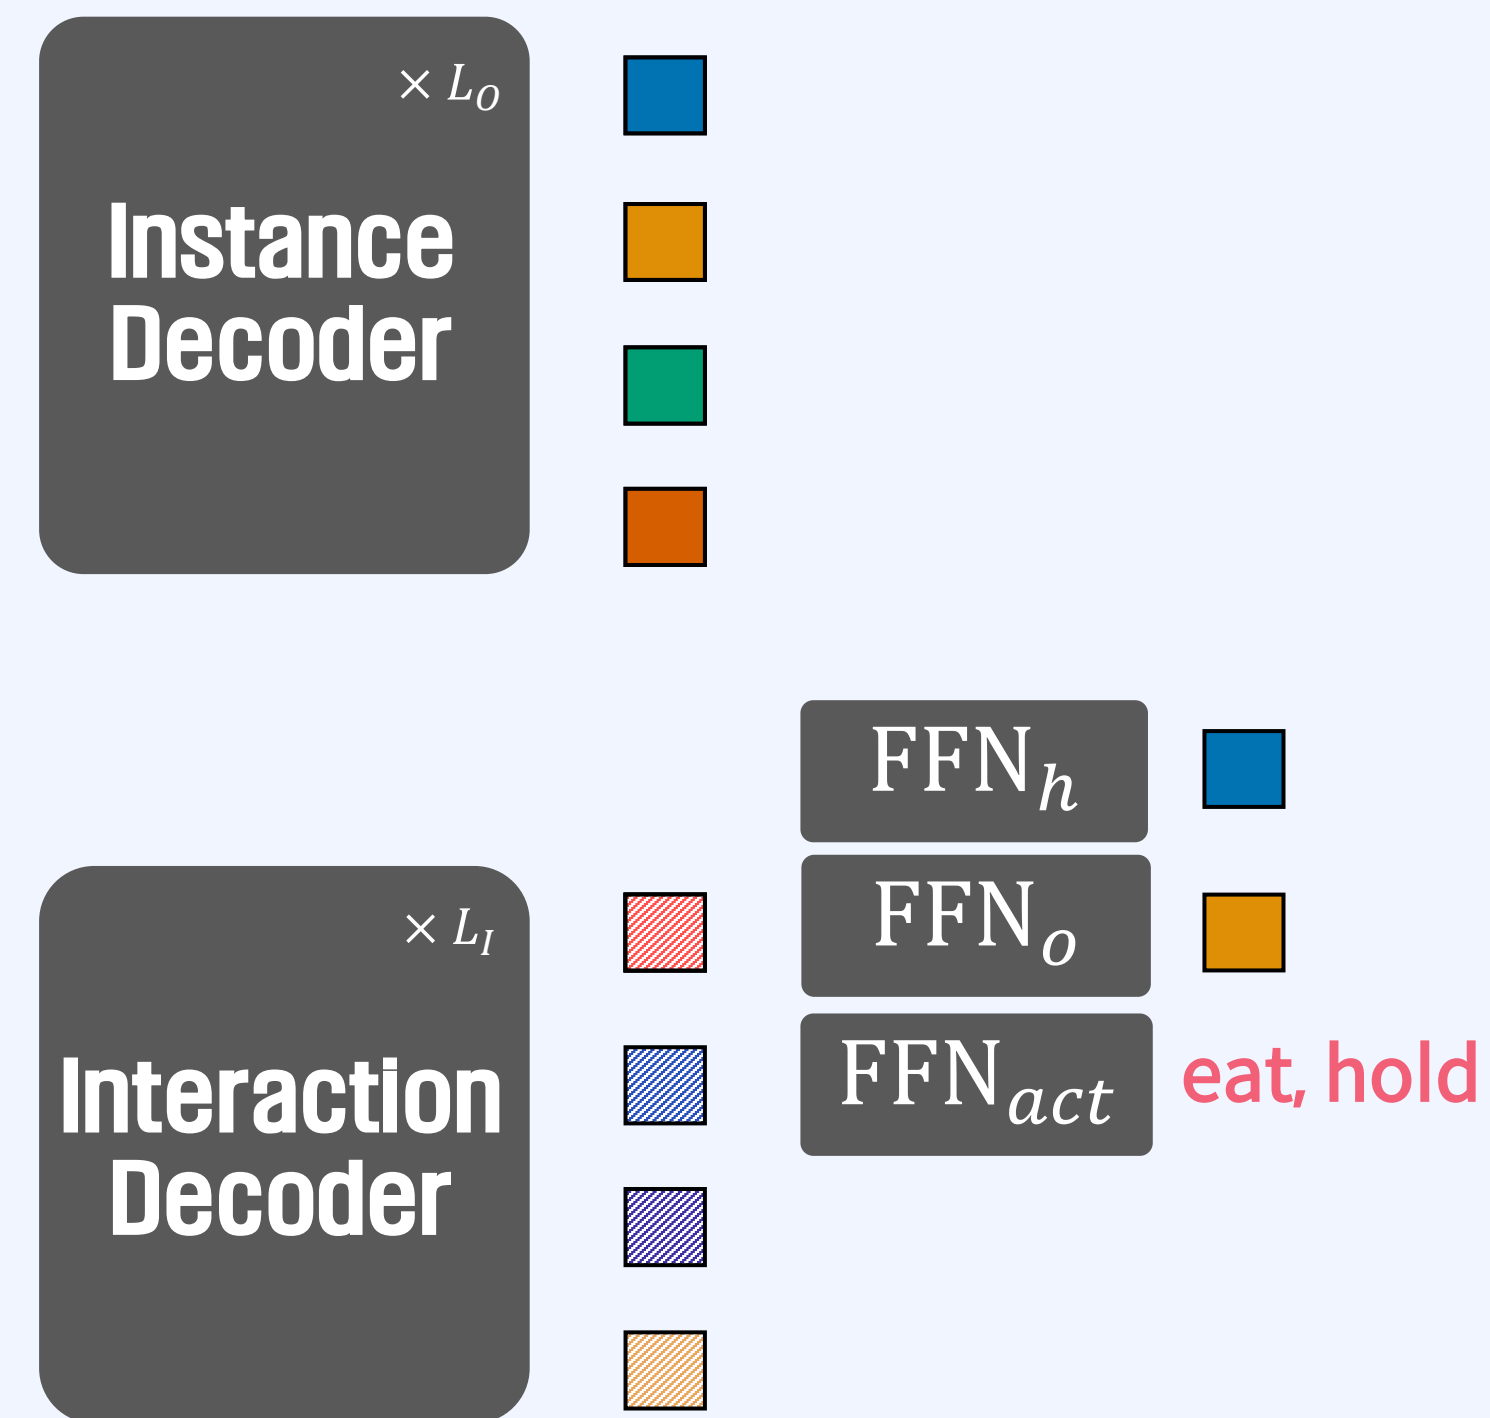 × L_O
Instance
Decoder
FFN_h
FFN_o
× L_I
FFN_act
eat, hold
Interaction
Decoder